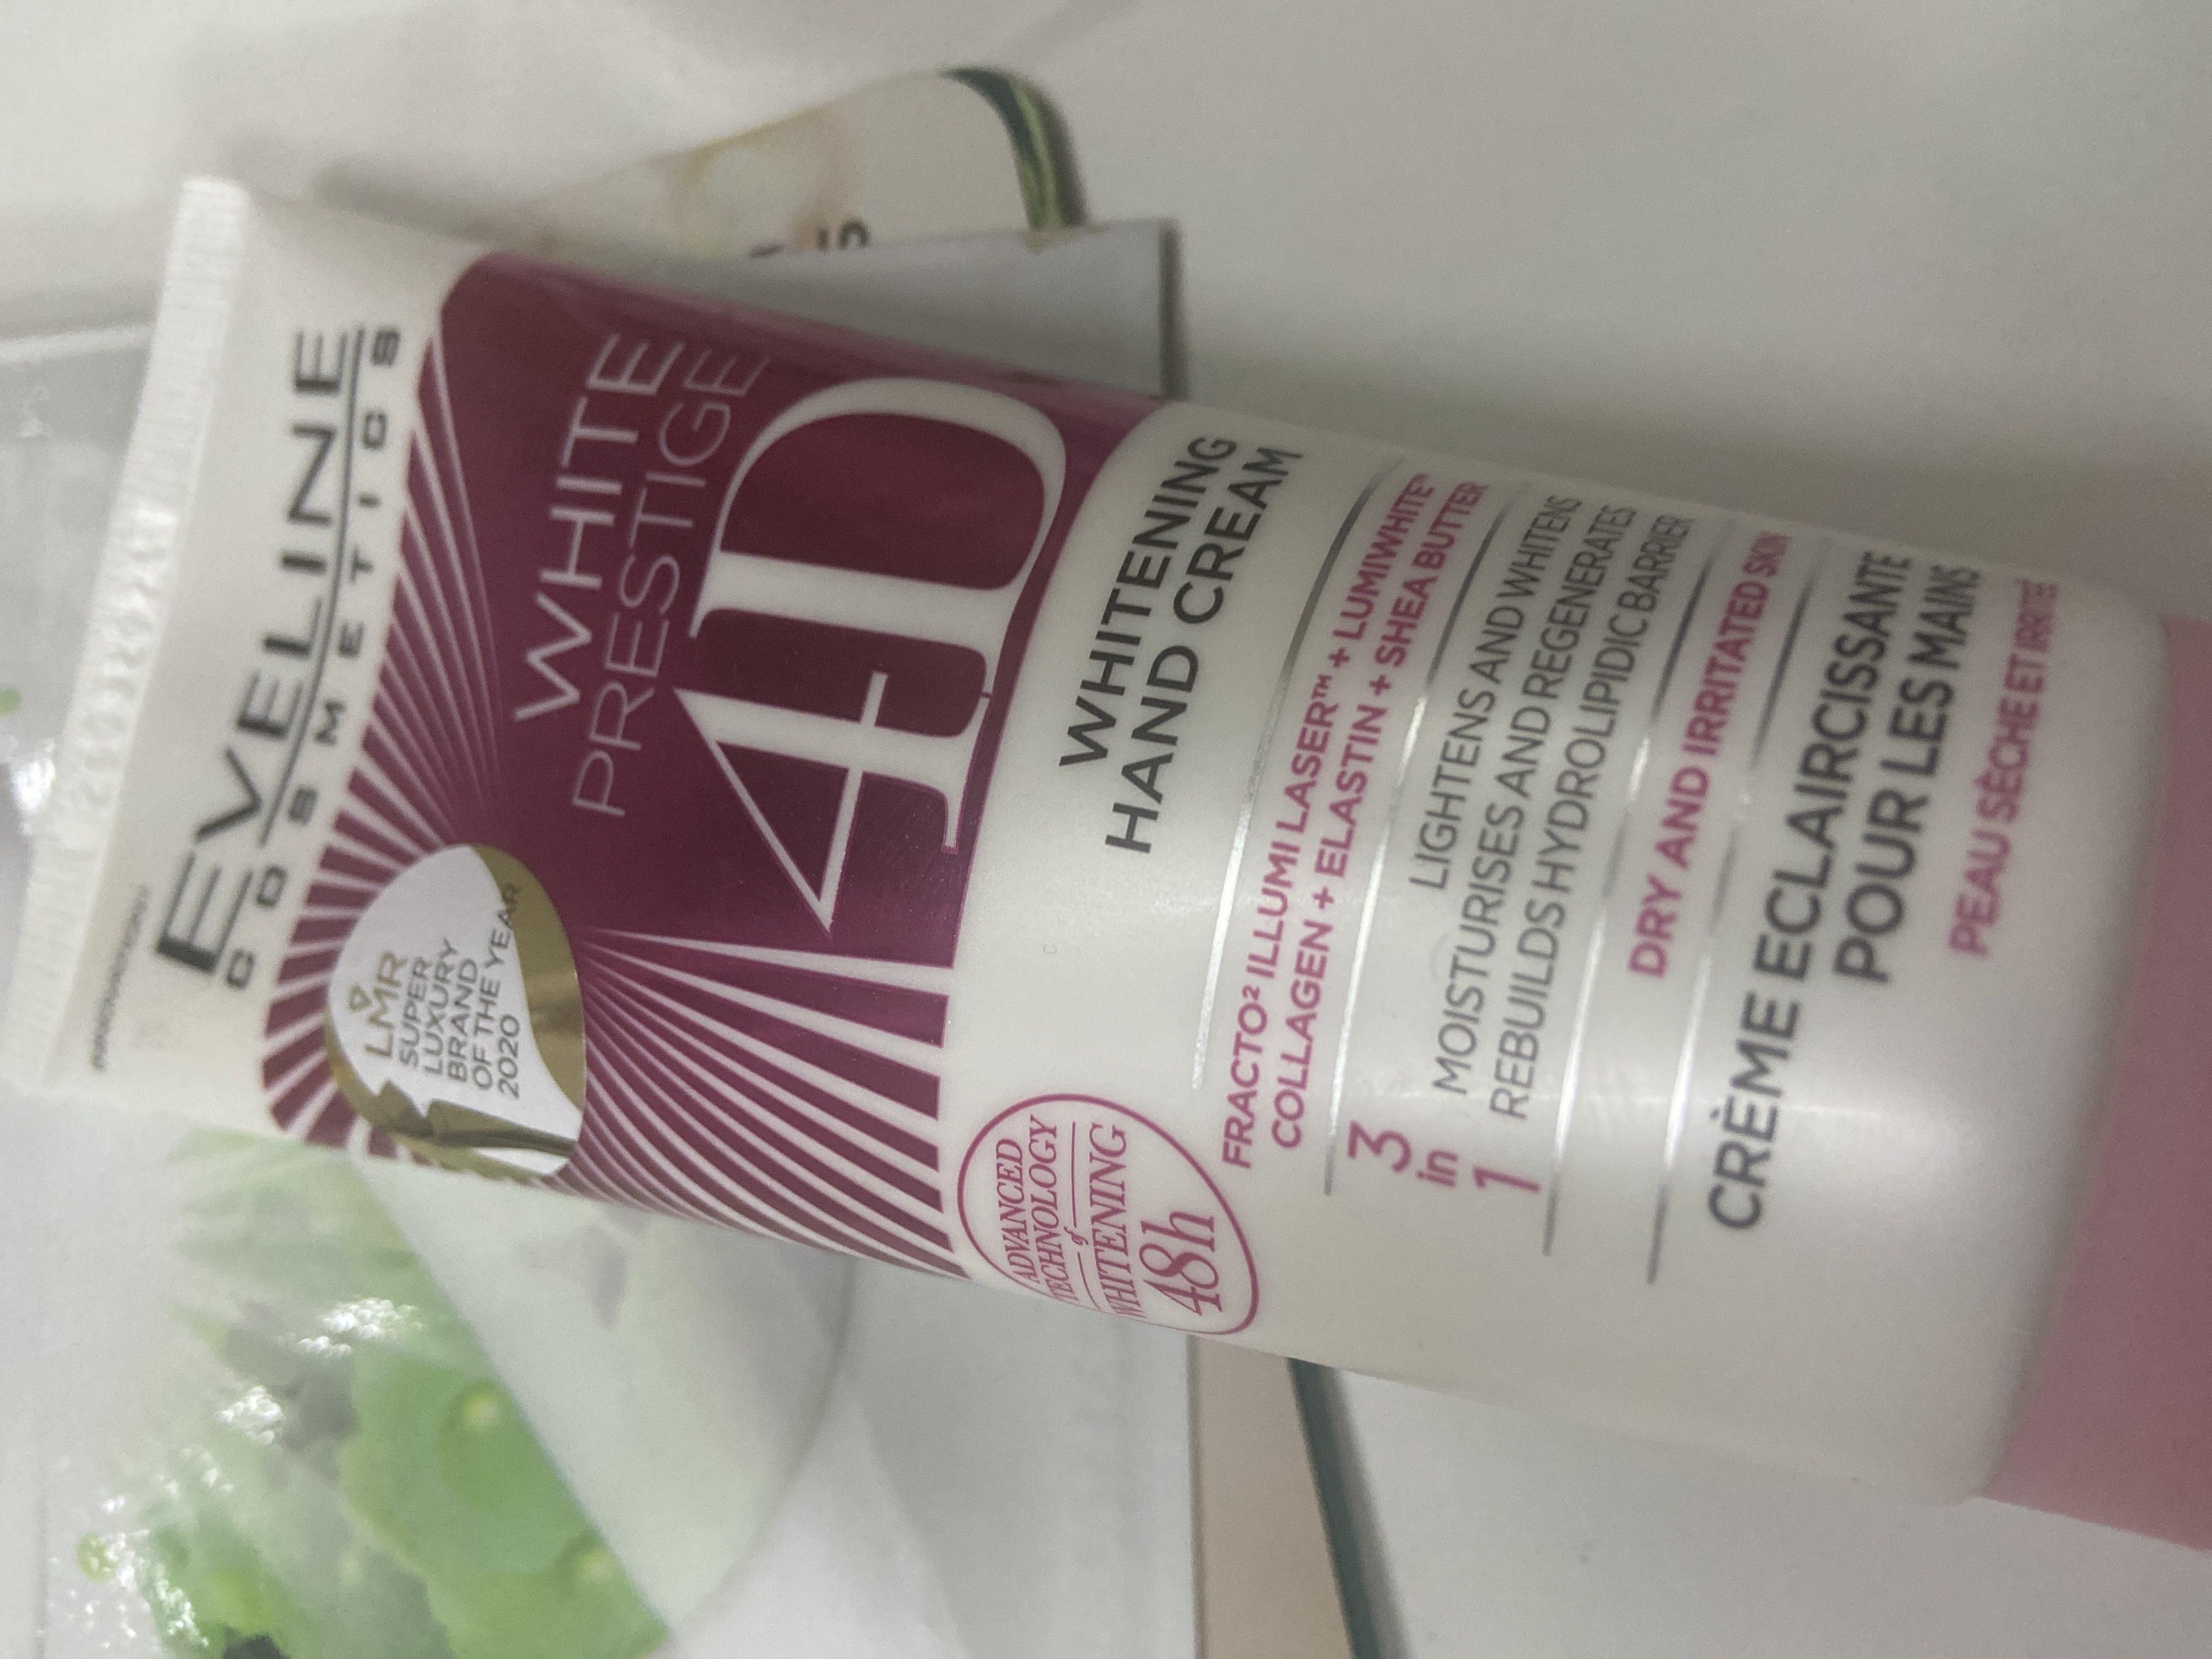 EVELINE
COSMETICS
LMR
SUPER
LUXURY
BRAND
OF THE YEAR
2020
WHITE
PRESTIGE
4D
WHITENING
HAND CREAM
ADVANCED
TECHNOLOGY
of
WHITENING
48h
FRACTO² ILLUMI LASER™ + LUMIWHITE™
COLLAGEN + ELASTIN + SHEA BUTTER
3
in
1
LIGHTENS AND WHITENS
MOISTURISES AND REGENERATES
REBUILDS HYDROLIPIDIC BARRIER
DRY AND IRRITATED SKIN
CRÈME ECLAIRCISSANTE
POUR LES MAINS
PEAU SÈCHE ET IRRITÉ